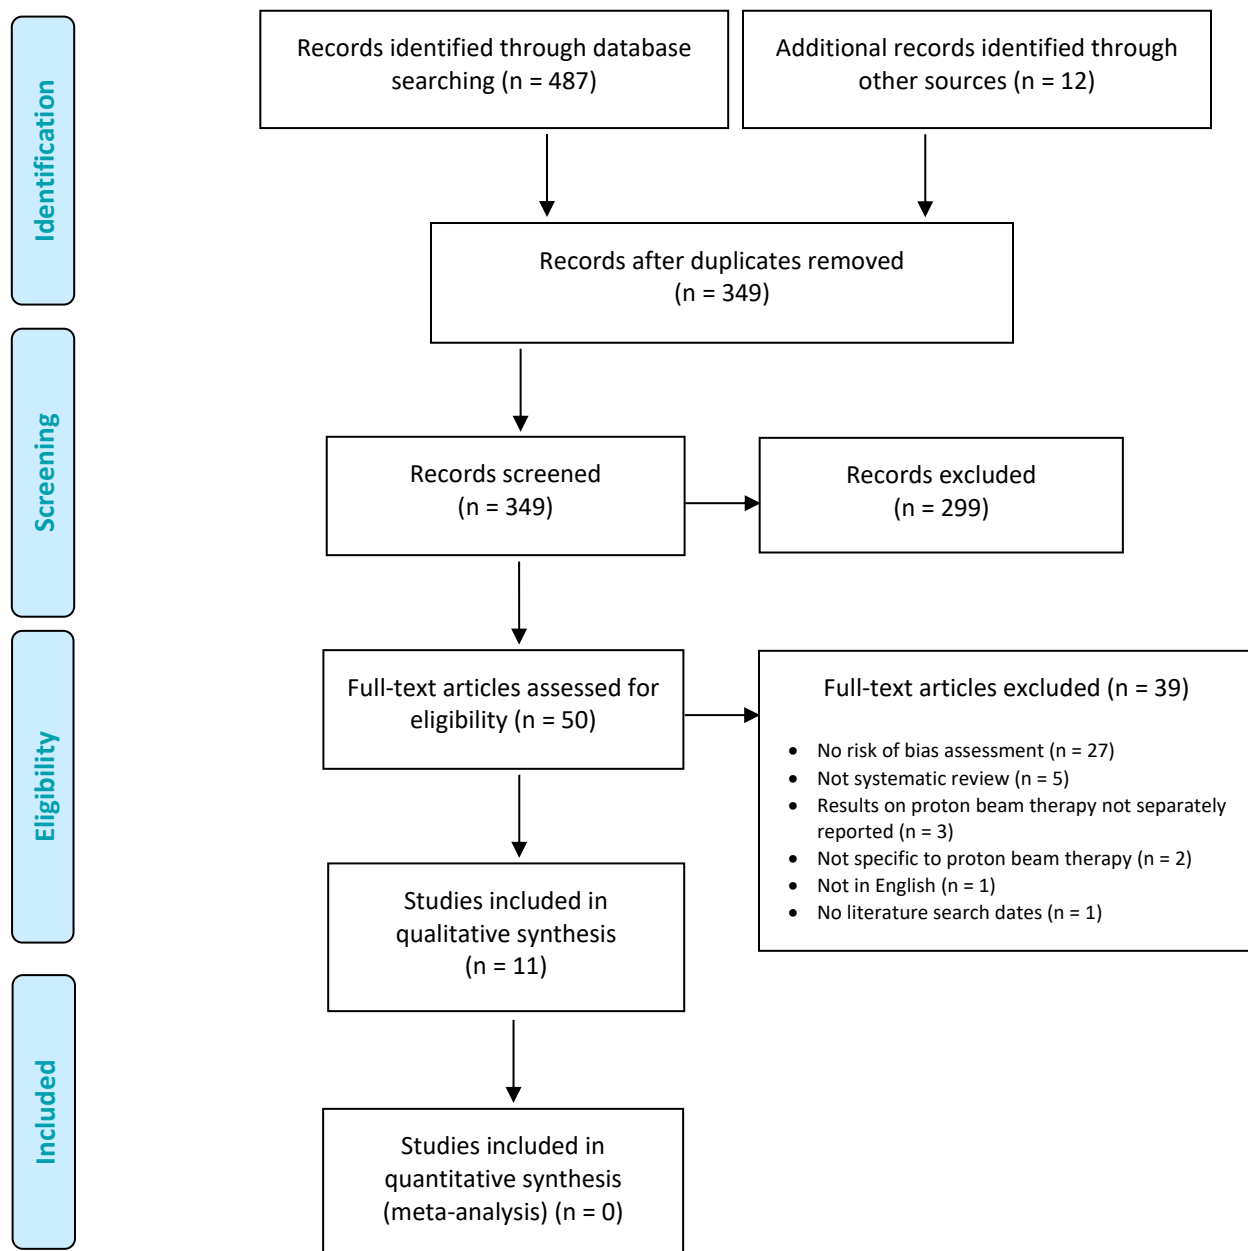 Identification
Records identified through database
searching (n = 487)
Additional records identified through
other sources (n = 12)
Records after duplicates removed
(n = 349)
Screening
Records screened
(n = 349)
Records excluded
(n = 299)
Eligibility
Full-text articles assessed for
eligibility (n = 50)
Full-text articles excluded (n = 39)
• No risk of bias assessment (n = 27)
• Not systematic review (n = 5)
• Results on proton beam therapy not separately
reported (n = 3)
• Not specific to proton beam therapy (n = 2)
• Not in English (n = 1)
• No literature search dates (n = 1)
Studies included in
qualitative synthesis
(n = 11)
Included
Studies included in
quantitative synthesis
(meta-analysis) (n = 0)